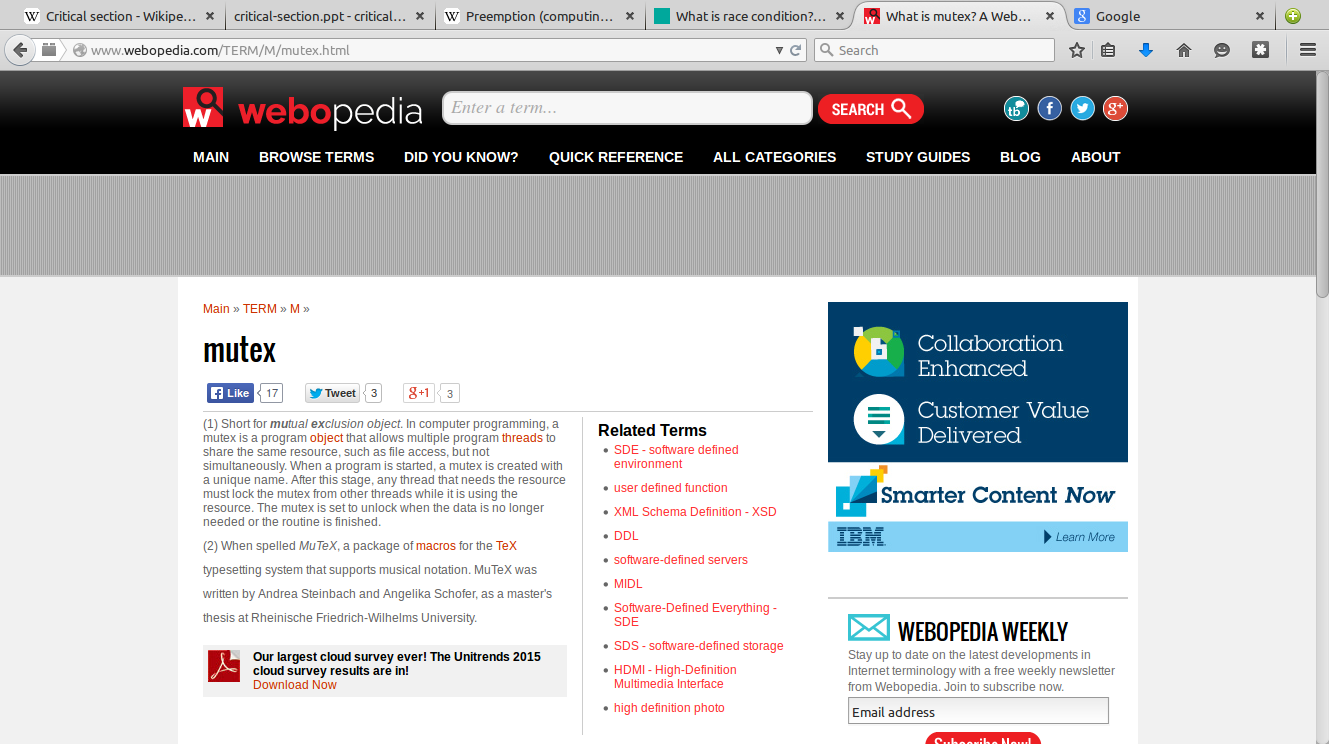 Critical section - Wikipe...
critical-section.ppt - critical...
Preemption (computin...
What is race condition?...
What is mutex? A Web...
Google
www.webopedia.com/TERM/M/mutex.html
Search
webopedia
Enter a term...
SEARCH
MAIN BROWSE TERMS DID YOU KNOW? QUICK REFERENCE ALL CATEGORIES STUDY GUIDES BLOG ABOUT
Main » TERM » M »
mutex
Like 17 Tweet 3 g+1 3
(1) Short for mutual exclusion object. In computer programming, a
mutex is a program object that allows multiple program threads to
share the same resource, such as file access, but not
simultaneously. When a program is started, a mutex is created with
a unique name. After this stage, any thread that needs the resource
must lock the mutex from other threads while it is using the
resource. The mutex is set to unlock when the data is no longer
needed or the routine is finished.
(2) When spelled MuTeX, a package of macros for the TeX
typesetting system that supports musical notation. MuTeX was
written by Andrea Steinbach and Angelika Schofer, as a master's
thesis at Rheinische Friedrich-Wilhelms University.
Our largest cloud survey ever! The Unitrends 2015
cloud survey results are in!
Download Now
Related Terms
SDE - software defined
environment
user defined function
XML Schema Definition - XSD
DDL
software-defined servers
MIDL
Software-Defined Everything -
SDE
SDS - software-defined storage
HDMI - High-Definition
Multimedia Interface
high definition photo
Collaboration
Enhanced
Customer Value
Delivered
Smarter Content Now
IBM Learn More
WEBOPEDIA WEEKLY
Stay up to date on the latest developments in
Internet terminology with a free weekly newsletter
from Webopedia. Join to subscribe now.
Email address
Subscribe Now!